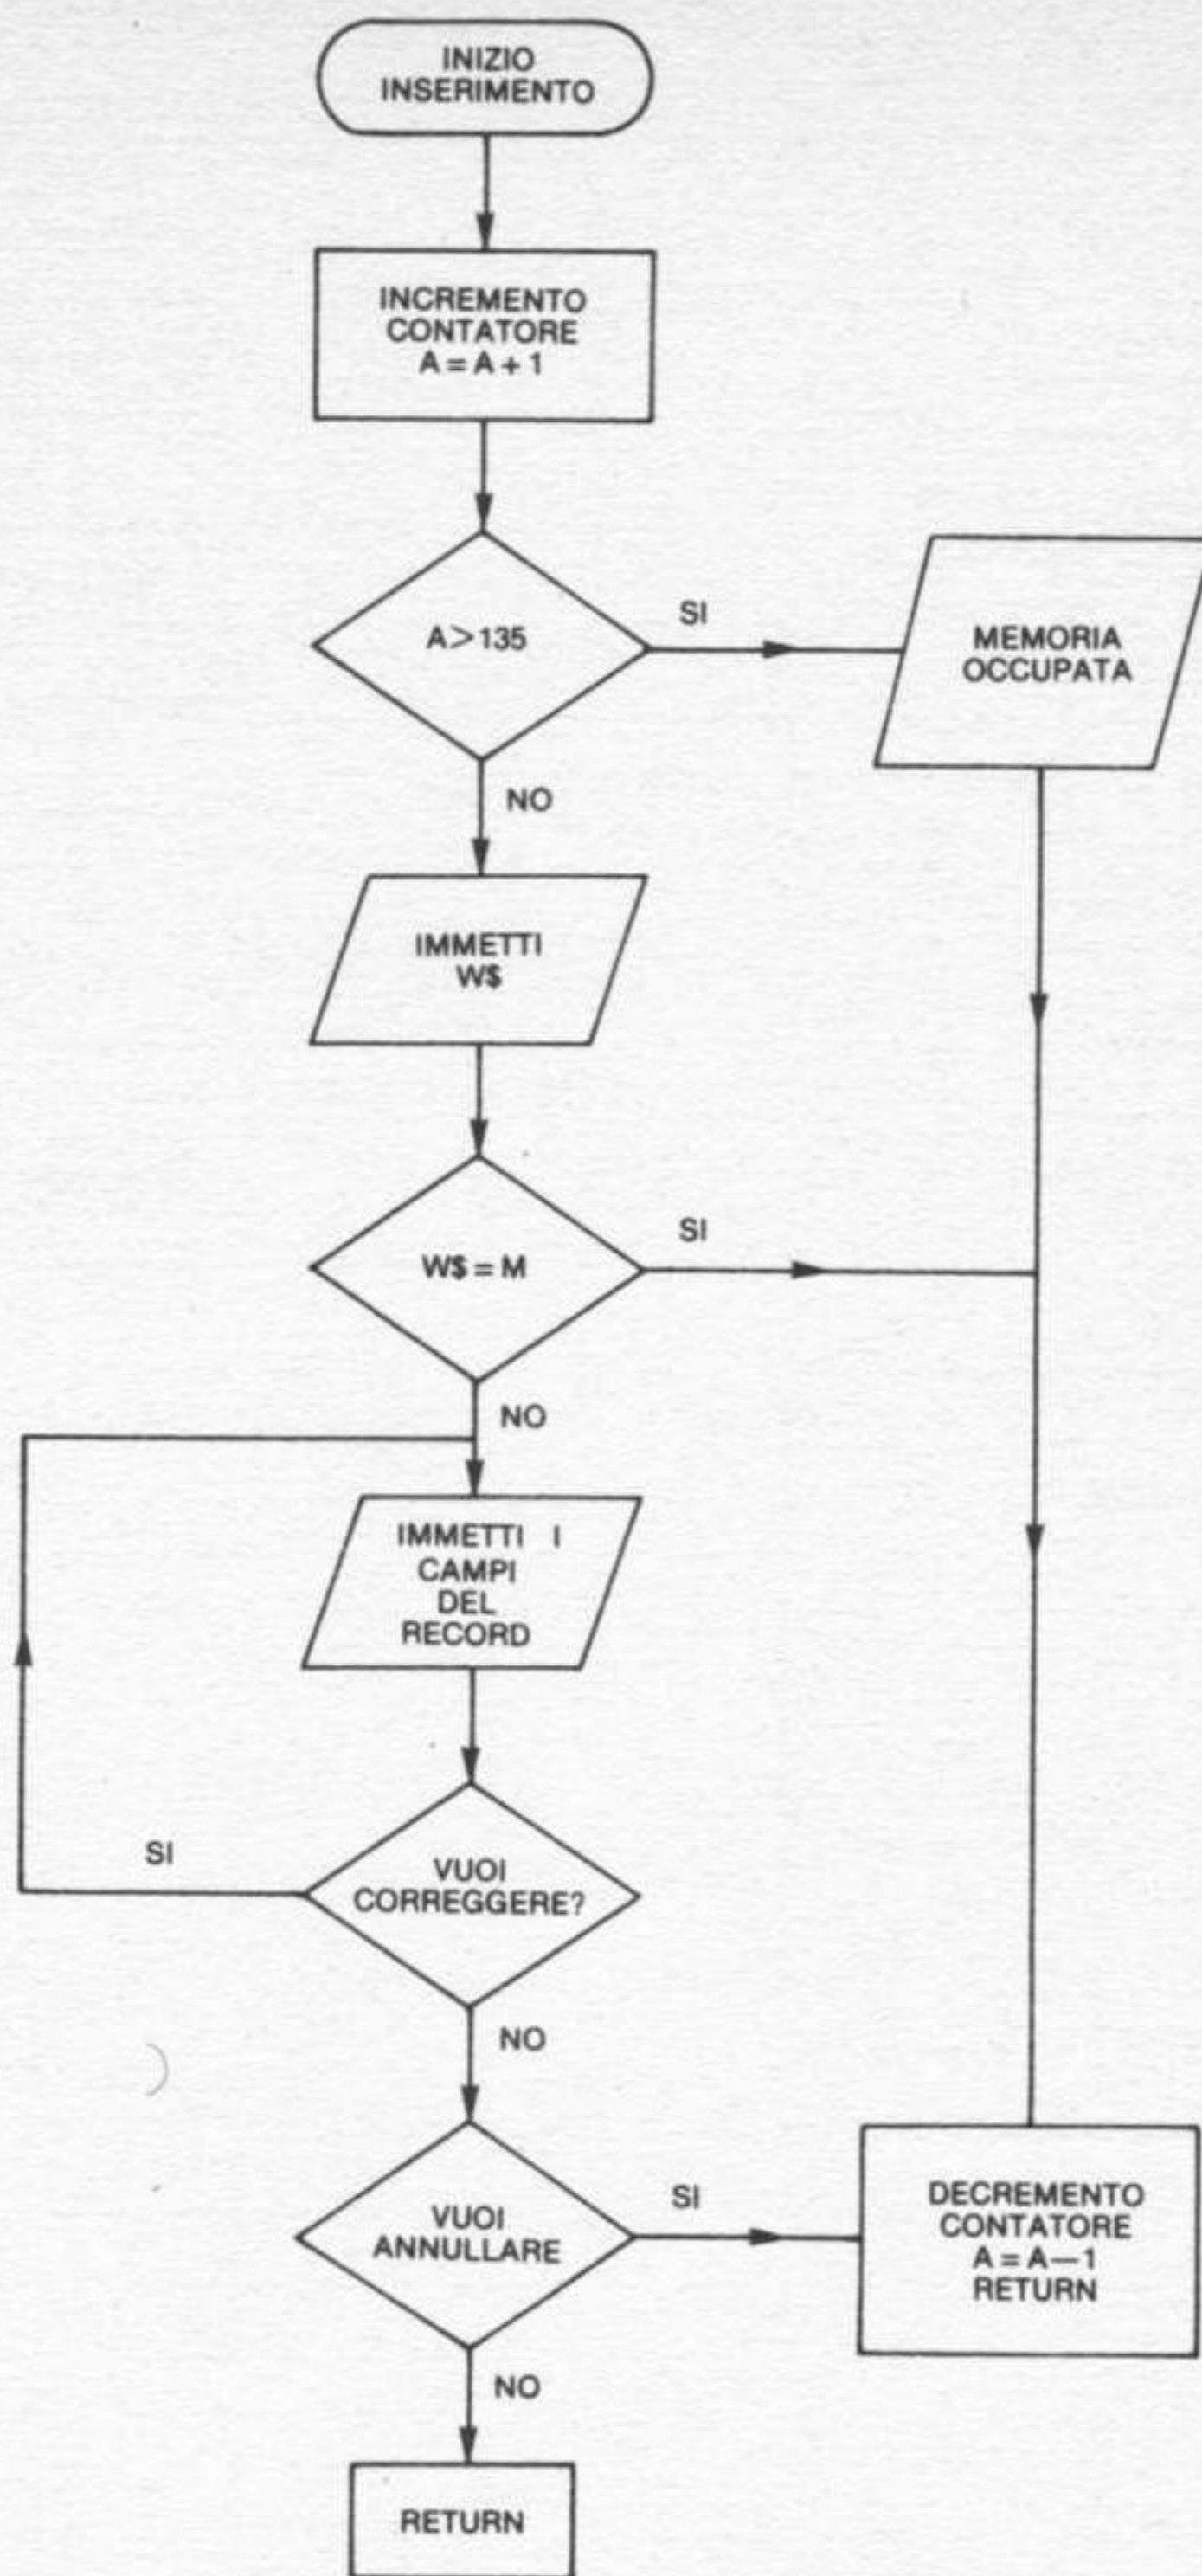 INIZIO
INSERIMENTO
INCREMENTO
CONTATORE
A = A + 1
A > 135
SI
MEMORIA
OCCUPATA
NO
IMMETTI
W$
W$ = M
SI
NO
IMMETTI I
CAMPI
DEL
RECORD
SI
VUOI
CORREGGERE?
NO
VUOI
ANNULLARE
SI
DECREMENTO
CONTATORE
A = A — 1
RETURN
NO
RETURN